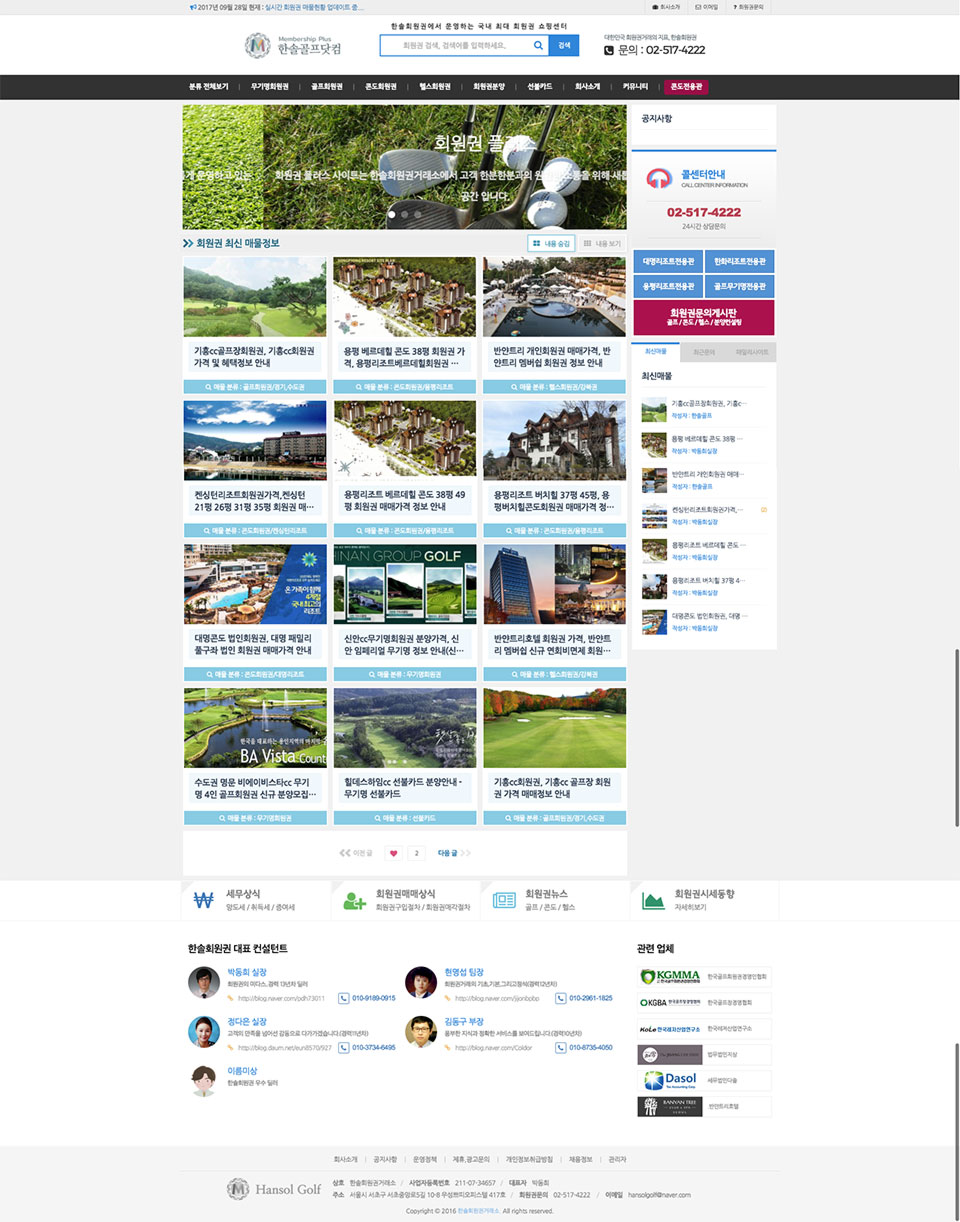 2017년 09월 28일 현재 : 실시간 회원권 매물현황 업데이트 중...
회사소개
이메일
? 회원권문의
Membership Plus
한솔골프닷컴
한솔회원권에서 운영하는 국내 최대 회원권 쇼핑센터
회원권 검색, 검색어를 입력하세요.
검색
대한민국 회원권거래의 지표, 한솔회원권
문의 : 02-517-4222
분류 전체보기 | 무기명회원권 | 골프회원권 | 콘도회원권 | 헬스회원권 | 회원권분양 | 선불카드 | 회사소개 | 커뮤니티 | 콘도전용관
회원권 플러스
회원권 플러스 사이트는 한솔회원권거래소에서 고객 한분한분과의
공간 입니다.
공지사항
콜센터안내
CALL CENTER INFORMATION
02-517-4222
24시간 상담문의
회원권 최신 매물정보
내용 숨김
내용 보기
대명리조트전용관
한화리조트전용관
용평리조트전용관
골프무기명전용관
회원권문의게시판
골프 / 콘도 / 헬스 / 분양컨설팅
기흥cc골프장회원권, 기흥cc회원권
가격 및 혜택정보 안내
매물 분류 : 골프회원권/경기,수도권
용평 베르데힐 콘도 38평 회원권 가
격, 용평리조트베르데힐회원권 …
매물 분류 : 콘도회원권/용평리조트
반얀트리 개인회원권 매매가격, 반
얀트리 멤버쉽 회원권 정보 안내
매물 분류 : 헬스회원권/강북권
최신매물
최근문의
패밀리사이트
최신매물
기흥cc골프장회원권, 기흥c…
작성자 : 한솔골프
용평 베르데힐 콘도 38평 …
작성자 : 박동희실장
반얀트리 개인회원권 매매…
작성자 : 한솔골프
켄싱턴리조트회원권가격,…
작성자 : 박동희실장
용평리조트 베르데힐 콘도 …
작성자 : 박동희실장
용평리조트 버치힐 37평 4…
작성자 : 박동희실장
대명콘도 법인회원권, 대명 …
작성자 : 박동희실장
켄싱턴리조트회원권가격,켄싱턴
21평 26평 31평 35평 회원권 매…
매물 분류 : 콘도회원권/켄싱턴리조트
용평리조트 베르데힐 콘도 38평 49
평 회원권 매매가격 정보 안내
매물 분류 : 콘도회원권/용평리조트
용평리조트 버치힐 37평 45평, 용
평버치힐콘도회원권 매매가격 정…
매물 분류 : 콘도회원권/용평리조트
온가족이함께
4계절
국내최고의
리조트
대명콘도 법인회원권, 대명 패밀리
풀구좌 법인 회원권 매매가격 안내
매물 분류 : 콘도회원권/대명리조트
HINAN GROUP GOLF
신안cc무기명회원권 분양가격, 신
안 임페리얼 무기명 정보 안내(신…
매물 분류 : 무기명회원권
반얀트리호텔 회원권 가격, 반얀트
리 멤버쉽 신규 연회비면제 회원…
매물 분류 : 헬스회원권/강북권
한국을 대표하는 용인지역의 마지막
BA Vista Count
수도권 명문 비에이비스타cc 무기
명 4인 골프회원권 신규 분양모집…
매물 분류 : 무기명회원권
힐데스하임cc 선불카드 분양안내 -
무기명 선불카드
매물 분류 : 선불카드
기흥cc회원권, 기흥cc 골프장 회원
권 가격 매매정보 안내
매물 분류 : 골프회원권/경기,수도권
이전 글
2
다음 글
세무상식
양도세 / 취득세 / 증여세
회원권매매상식
회원권구입절차 / 회원권매각절차
회원권뉴스
골프 / 콘도 / 헬스
회원권시세동향
자세히보기
한솔회원권 대표 컨설턴트
박동희 실장
회원권의 미다스, 경력 13년차 딜러
http://blog.naver.com/pdh73011
010-9189-0915
현영섭 팀장
회원권거래의 기초,기본,그리고정석(경력12년차)
http://blog.naver.com/jijonbpbp
010-2961-1825
정다은 실장
고객의 만족을 넘어선 감동으로 다가가겠습니다.(경력11년차)
http://blog.daum.net/eun8570/927
010-3734-6495
김동구 부장
풍부한 지식과 정확한 서비스를 보여드립니다.(경력10년차)
http://blog.naver.com/Coldor
010-8735-4050
이름미상
한솔회원권 우수 딜러
관련 업체
KGMMA
한국골프회원권경영인협회
KGBA 한국골프장경영협회
한국골프장경영협회
KoLe 한국레저산업연구소
한국레저산업연구소
법무법인지상
Dasol
세무법인다솔
BANYAN TREE
반얀트리호텔
회사소개 | 공지사항 | 운영정책 | 제휴,광고문의 | 개인정보취급방침 | 채용정보 | 관리자
Hansol Golf
상호 한솔회원권거래소 / 사업자등록번호 211-07-34657 / 대표자 박동희
주소 서울시 서초구 서초중앙로5길 10-8 우성쁘띠오피스텔 417호 / 회원권문의 02-517-4222 / 이메일 hansolgolf@naver.com
Copyright © 2016 한솔회원권거래소. All rights reserved.